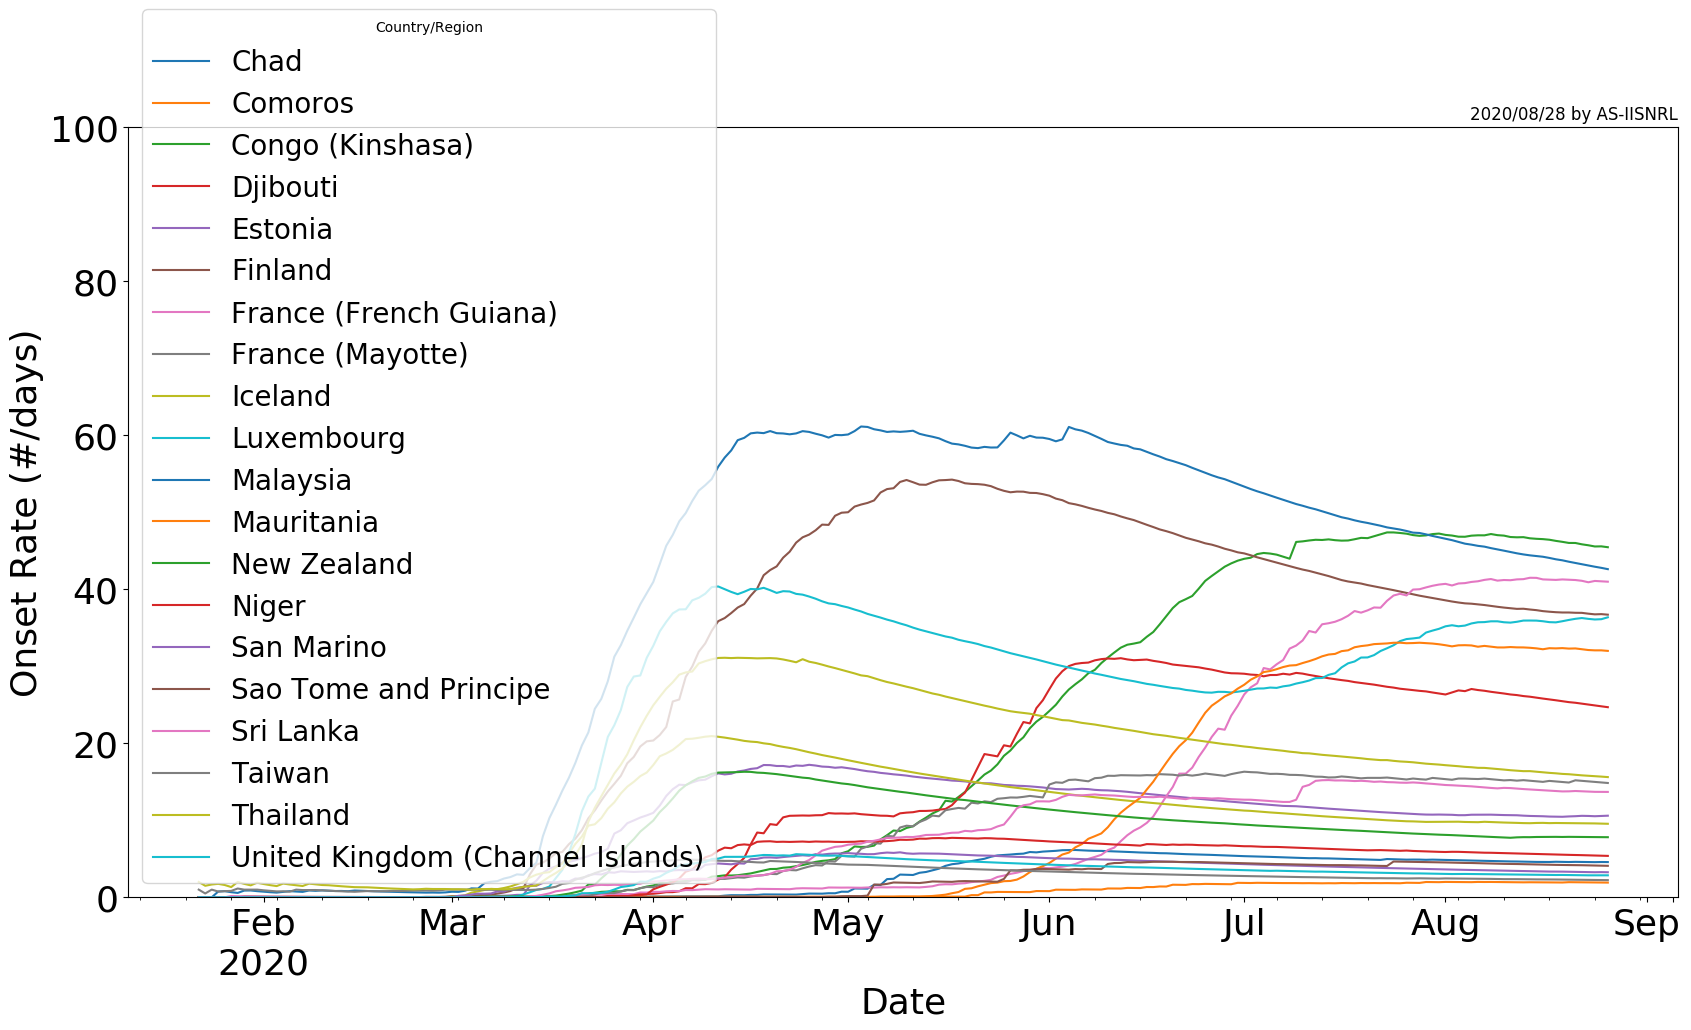 Country/Region
Chad
Comoros
Congo (Kinshasa)
Djibouti
Estonia
Finland
France (French Guiana)
France (Mayotte)
Iceland
Luxembourg
Malaysia
Mauritania
New Zealand
Niger
San Marino
Sao Tome and Principe
Sri Lanka
Taiwan
Thailand
United Kingdom (Channel Islands)
2020/08/28 by AS-IISNRL
Onset Rate (#/days)
100
80
60
40
20
0
Feb Mar Apr May Jun Jul Aug Sep
2020
Date